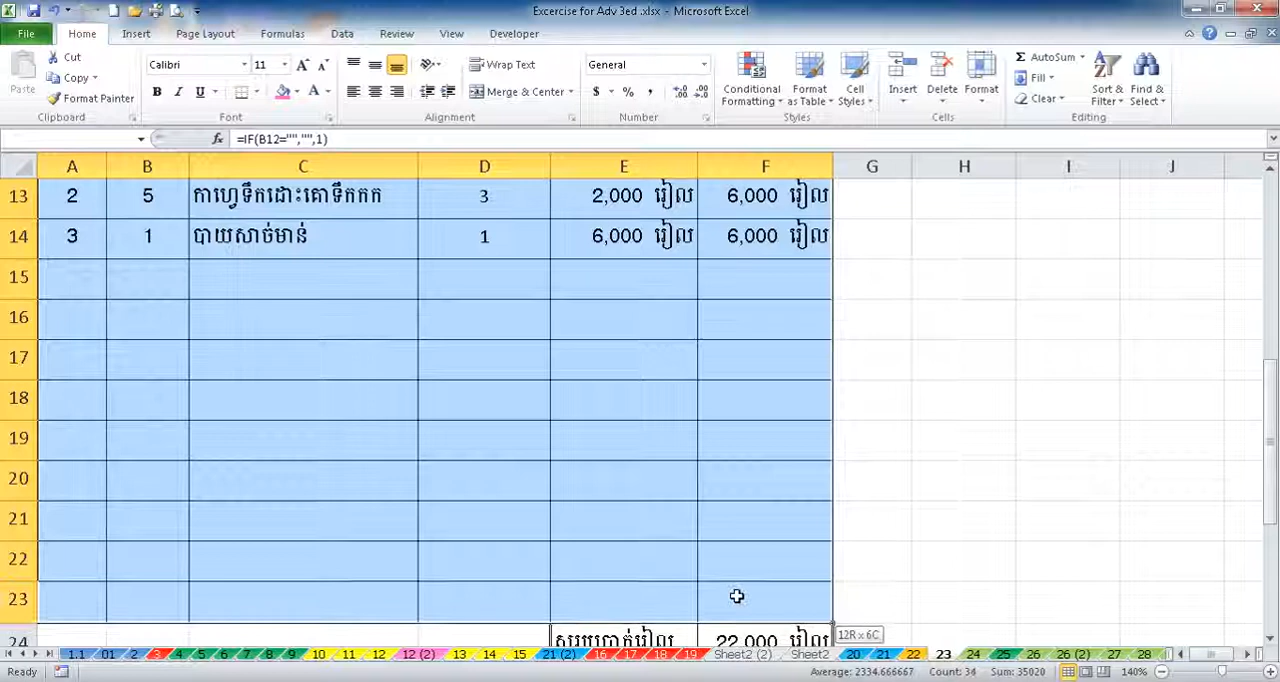 Excercise for Adv 3ed .xlsx - Microsoft Excel
File Home Insert Page Layout Formulas Data Review View Developer
Cut
Copy
Format Painter
Paste
Clipboard
Calibri 11
Font
Wrap Text
Merge & Center
Alignment
General
Number
Conditional Formatting
Format as Table
Cell Styles
Styles
Insert Delete Format
Cells
AutoSum
Fill
Clear
Sort & Filter
Find & Select
Editing
=IF(B12="","",1)
A B C D E F G H I J
13 2 5 កាហ្វេទឹកដោះគោទឹកកក 3 2,000 រៀល 6,000 រៀល
14 3 1 បាយសាច់មាន់ 1 6,000 រៀល 6,000 រៀល
15
16
17
18
19
20
21
22
23
12R x 6C
24 សរុបប្រាក់រៀល 22,000 រៀល
1.1 01 2 3 4 5 6 7 8 9 10 11 12 12 (2) 13 14 15 21 (2) 16 17 18 19 Sheet2 (2) Sheet2 20 21 22 23 24 25 26 26 (2) 27 28
Ready Average: 2334.666667 Count: 34 Sum: 35020 140%